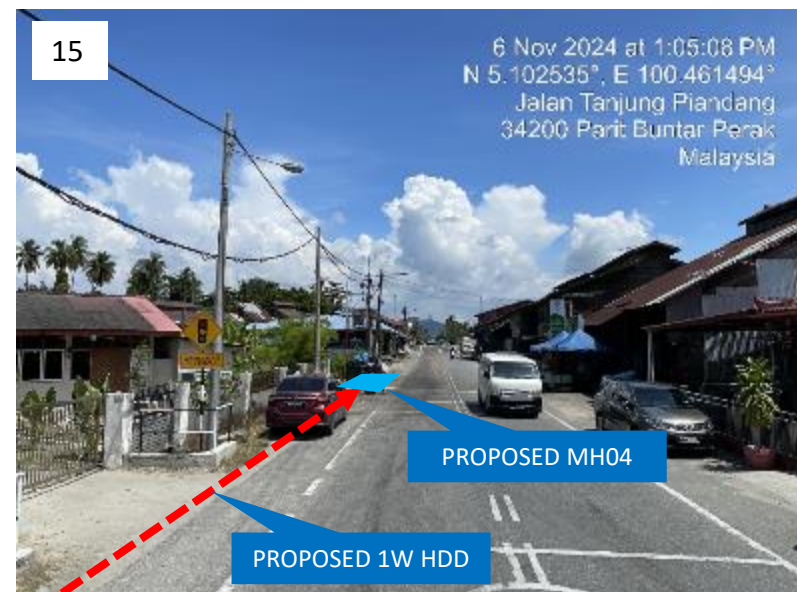 15
6 Nov 2024 at 1:05:08 PM
N 5.102535°, E 100.461494°
Jalan Tanjung Piandang
34200 Parit Buntar Perak
Malaysia
PROPOSED MH04
PROPOSED 1W HDD